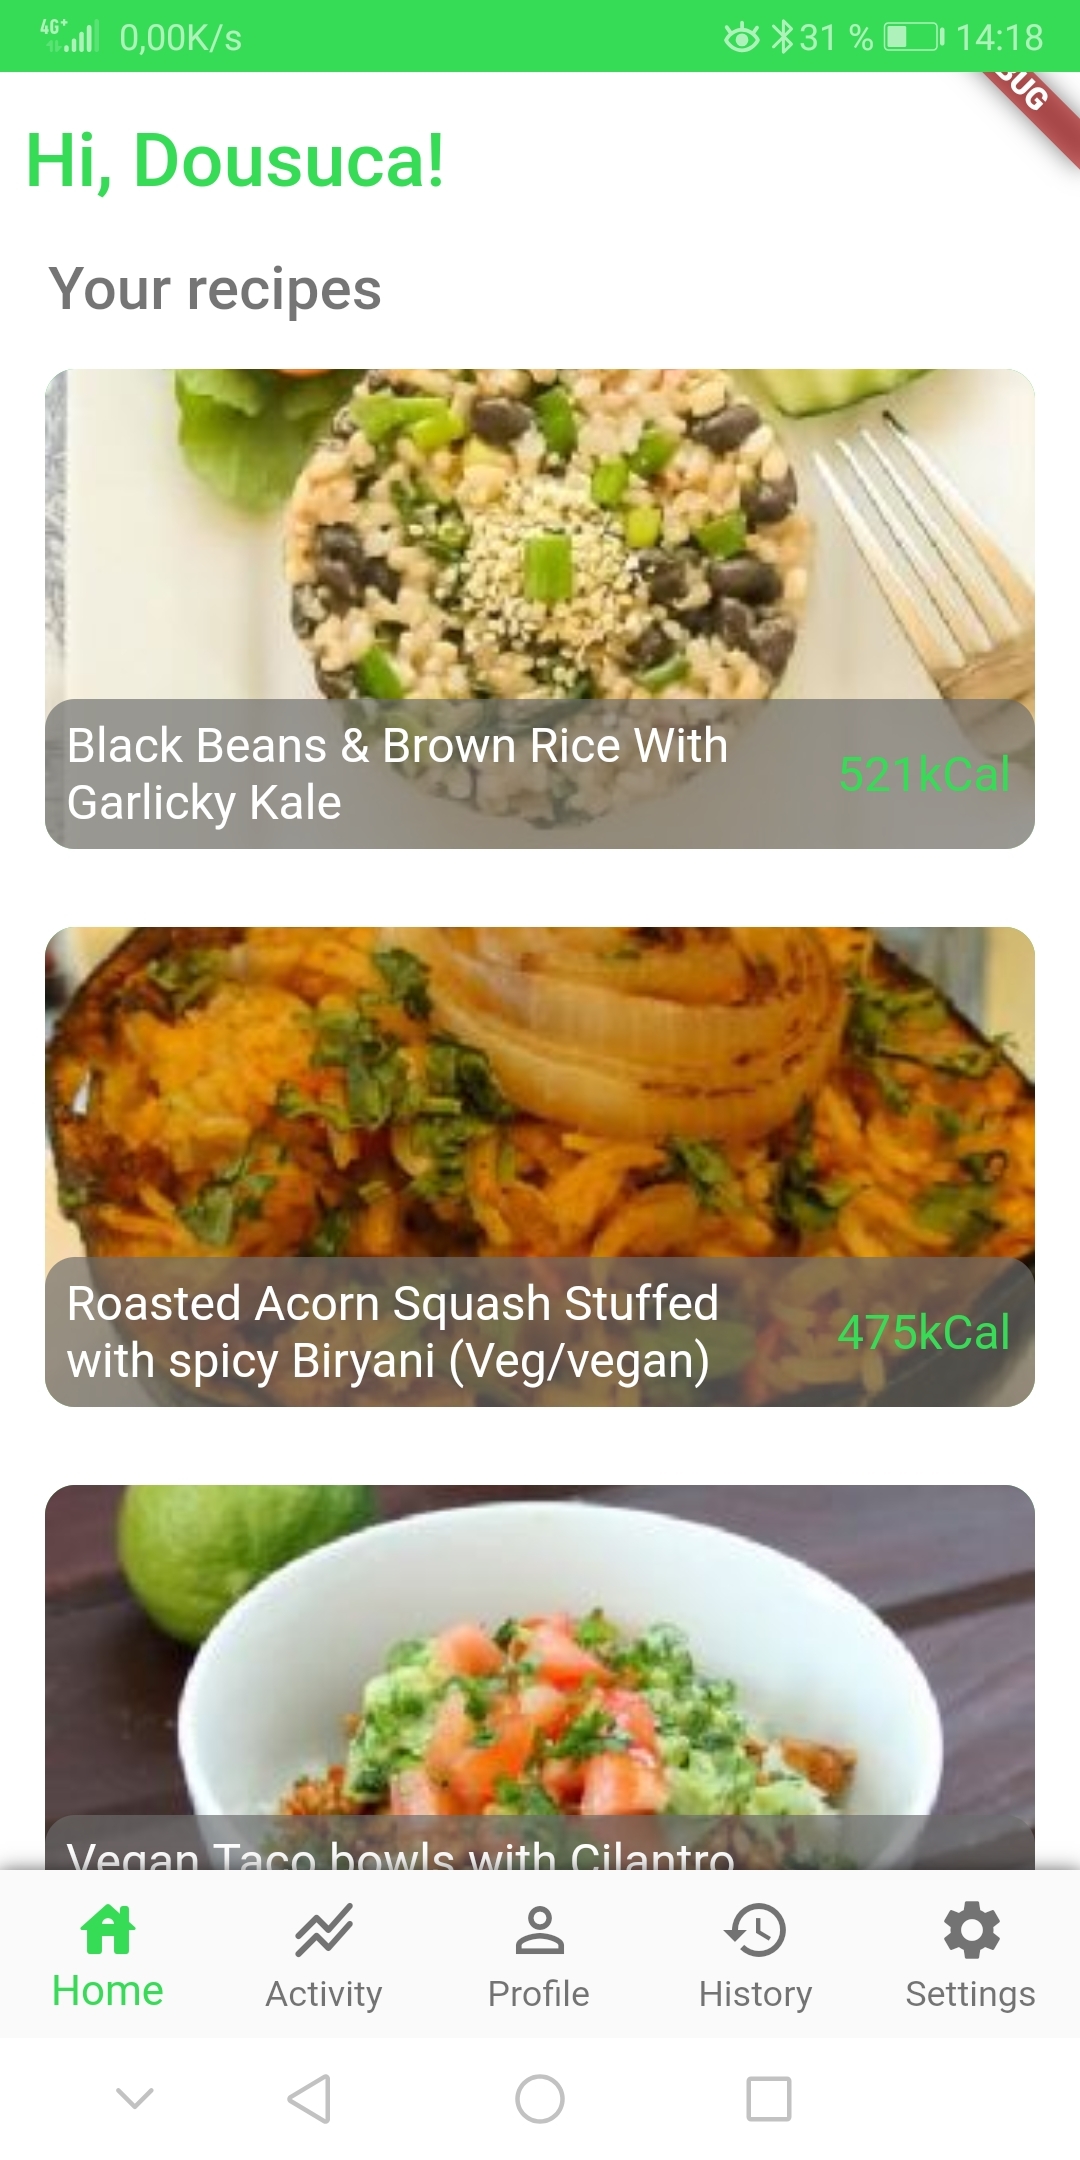 4G+ 0,00K/s 31 % 14:18
Hi, Dousuca!
Your recipes
Black Beans & Brown Rice With
Garlicky Kale
521kCal
Roasted Acorn Squash Stuffed
with spicy Biryani (Veg/vegan)
475kCal
Vegan Taco bowls with Cilantro
Home Activity Profile History Settings